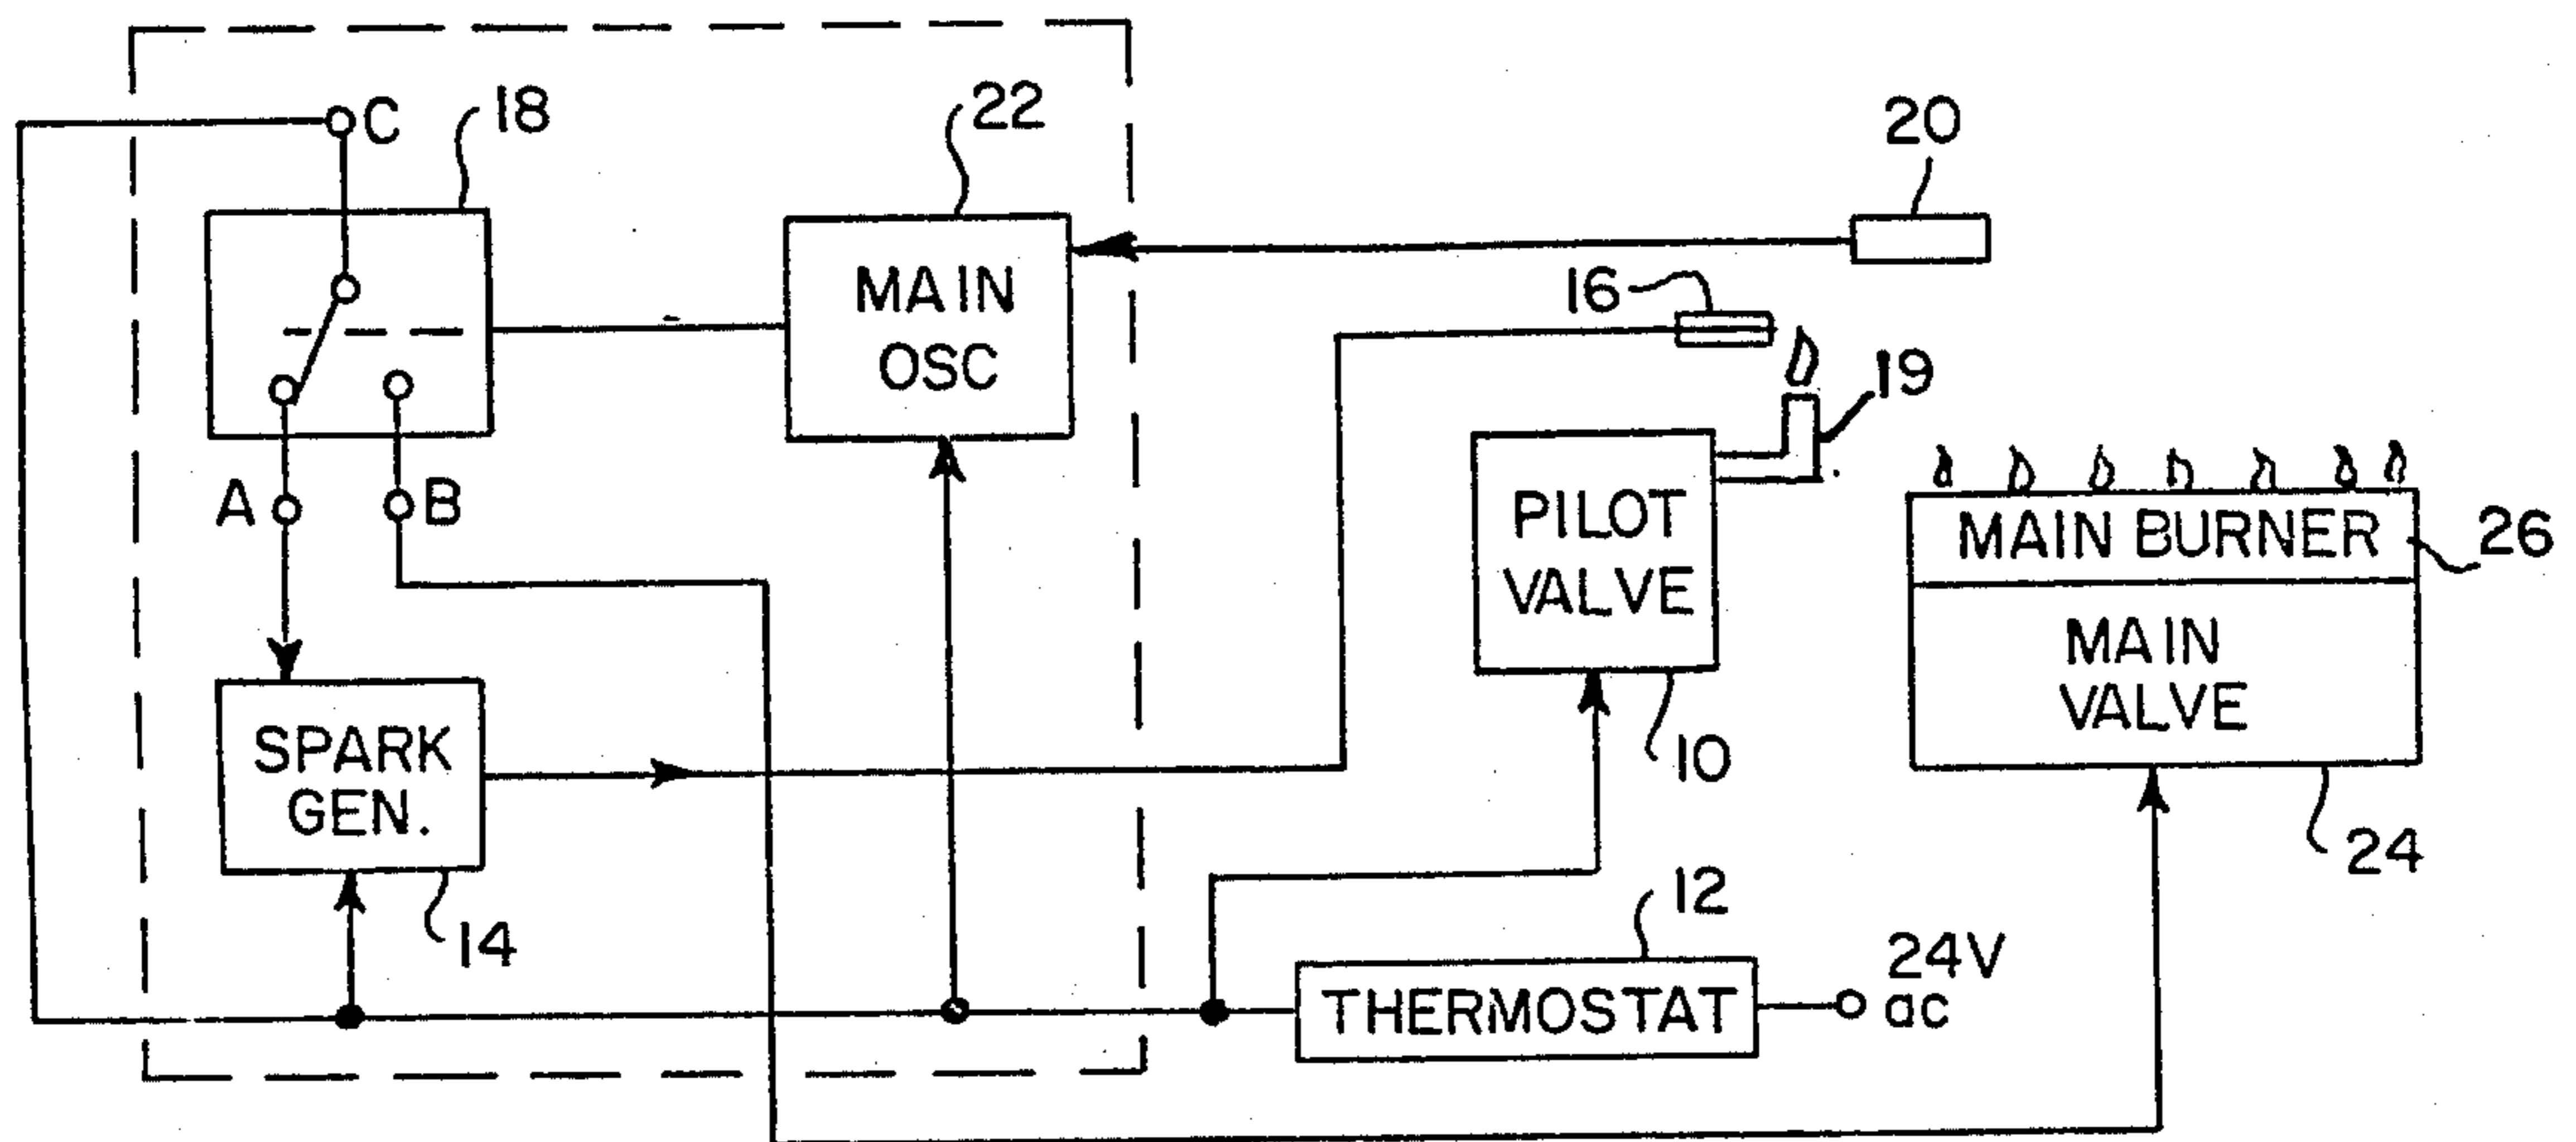 C
18
22
20
MAIN
OSC
16
19
A
B
PILOT
VALVE
MAIN BURNER
26
MAIN
VALVE
SPARK
GEN.
10
24
14
12
24V
ac
THERMOSTAT